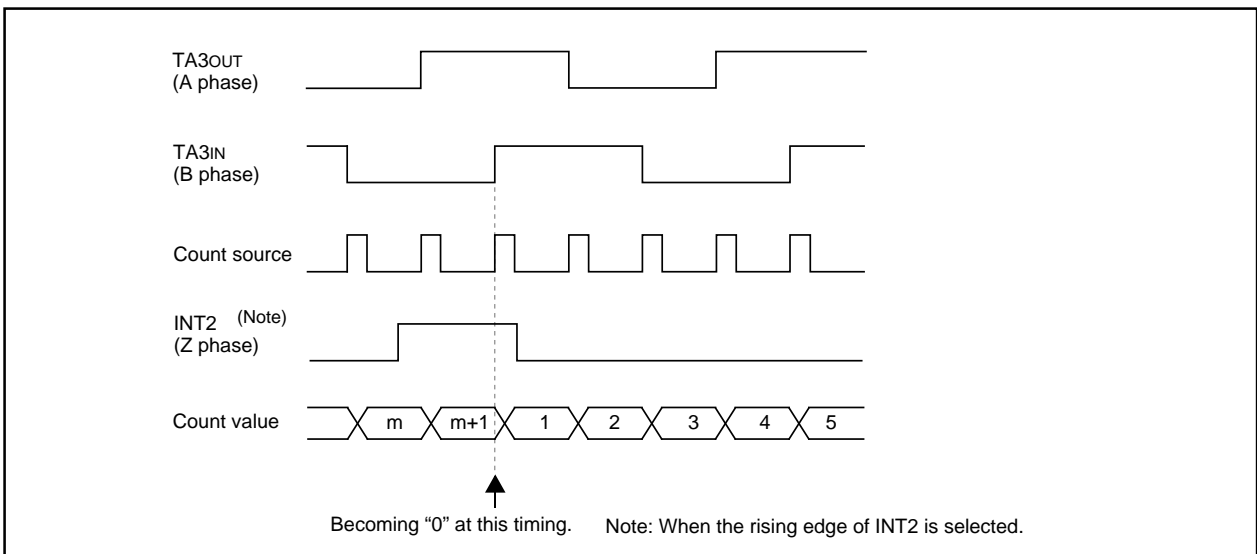 TA3OUT
(A phase)
TA3IN
(B phase)
Count source
INT2 (Note)
(Z phase)
Count value m m+1 1 2 3 4 5
Becoming “0” at this timing. Note: When the rising edge of INT2 is selected.